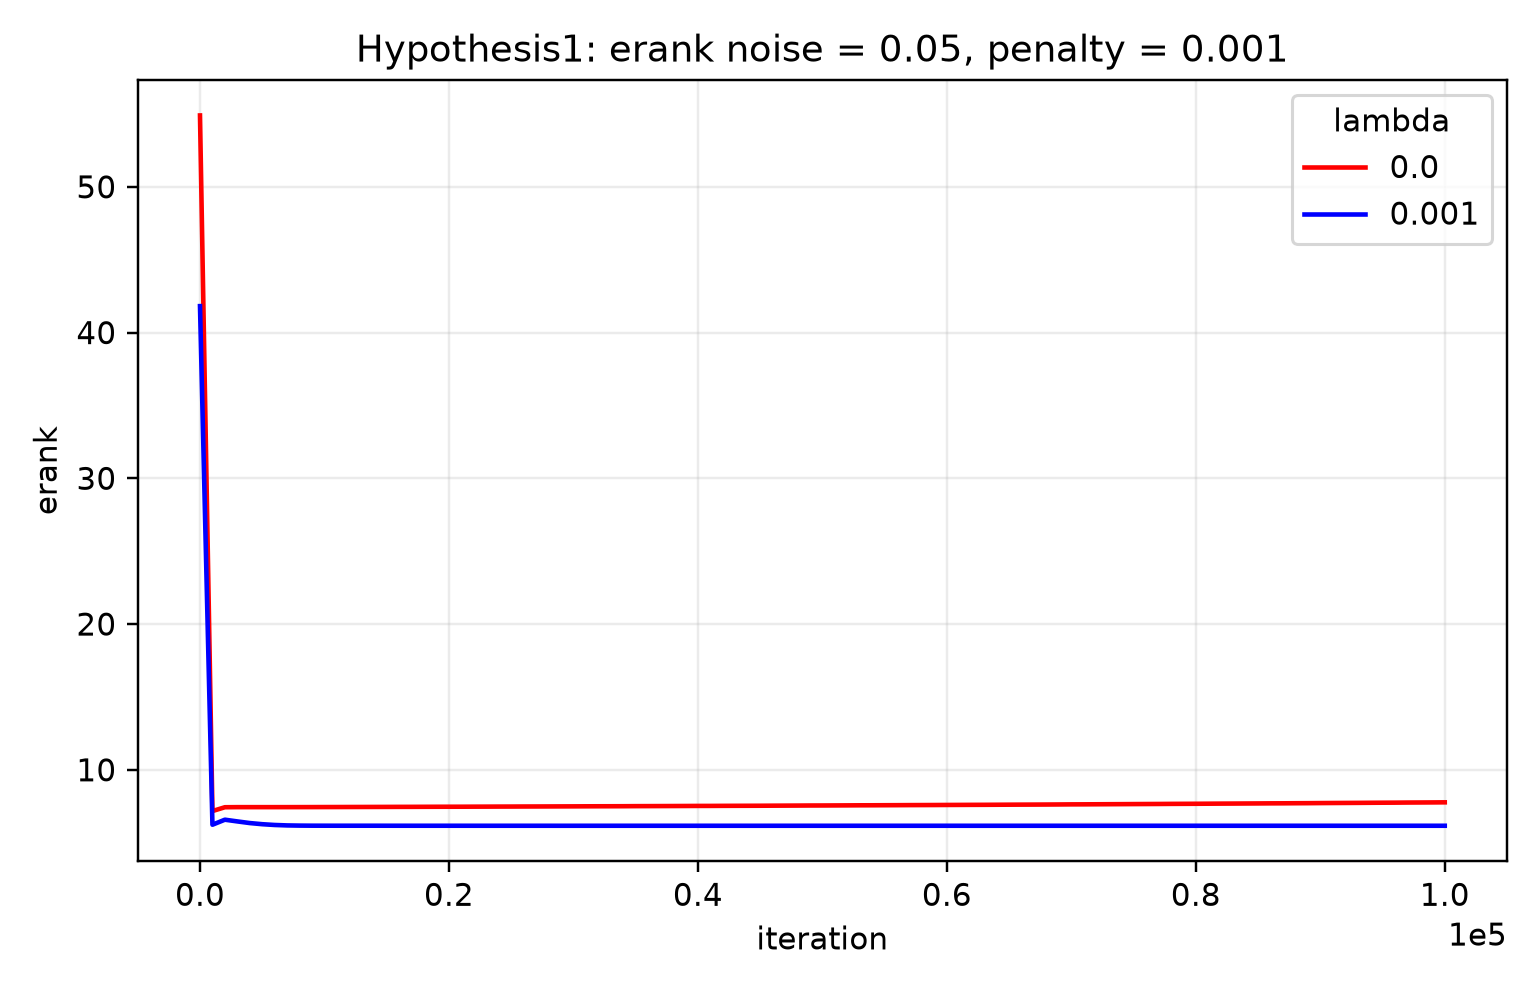 Hypothesis1: erank noise = 0.05, penalty = 0.001
lambda
0.0
0.001
50
40
30
20
10
erank
0.0 0.2 0.4 0.6 0.8 1.0
1e5
iteration